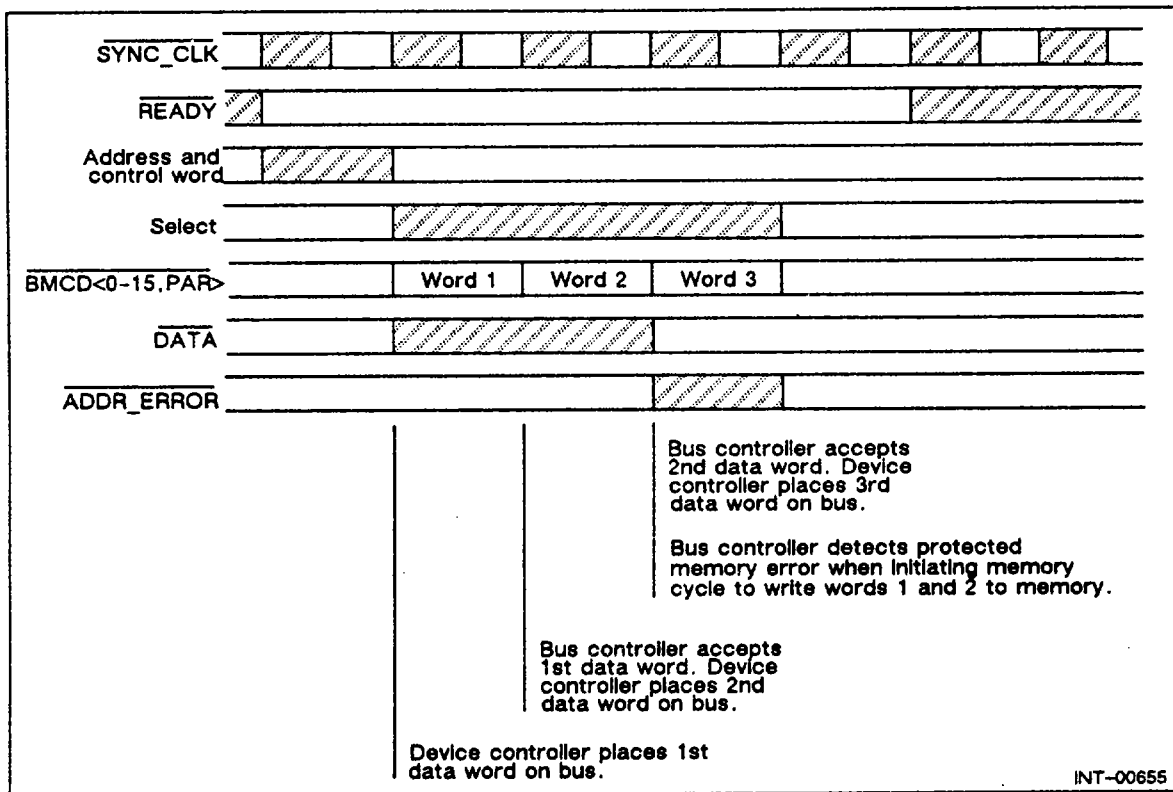 SYNC_CLK
READY
Address and
control word
Select
BMCD<0-15,PAR>
Word 1
Word 2
Word 3
DATA
ADDR_ERROR
Bus controller accepts
2nd data word. Device
controller places 3rd
data word on bus.
Bus controller detects protected
memory error when initiating memory
cycle to write words 1 and 2 to memory.
Bus controller accepts
1st data word. Device
controller places 2nd
data word on bus.
Device controller places 1st
data word on bus.
INT-00655